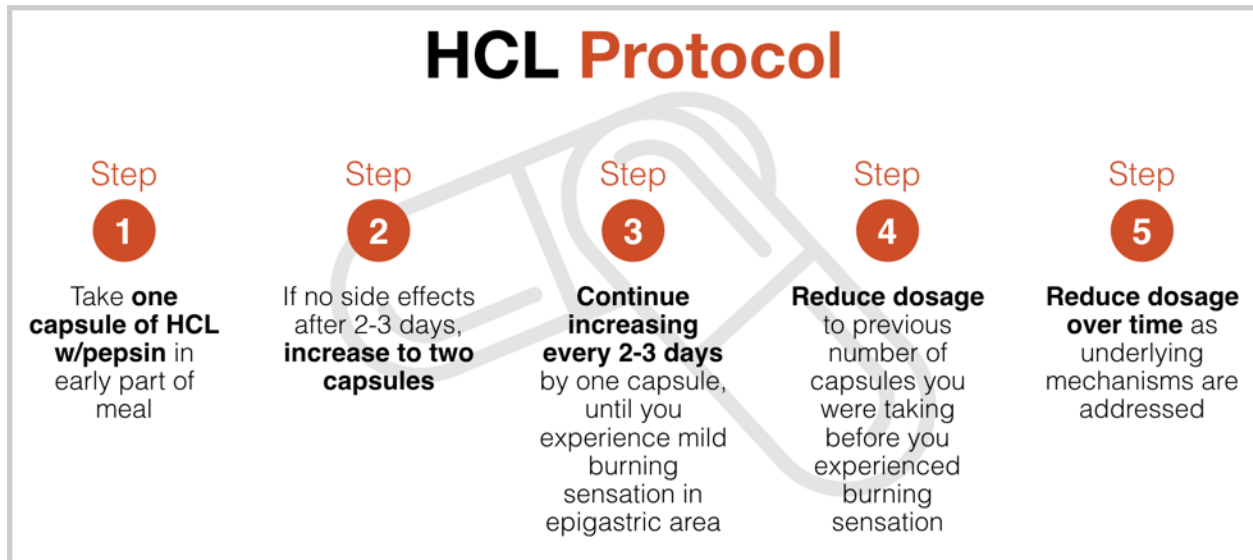 HCL Protocol
Step
1
Take one
capsule of HCL
w/pepsin in
early part of
meal
Step
2
If no side effects
after 2-3 days,
increase to two
capsules
Step
3
Continue
increasing
every 2-3 days
by one capsule,
until you
experience mild
burning
sensation in
epigastric area
Step
4
Reduce dosage
to previous
number of
capsules you
were taking
before you
experienced
burning
sensation
Step
5
Reduce dosage
over time as
underlying
mechanisms are
addressed